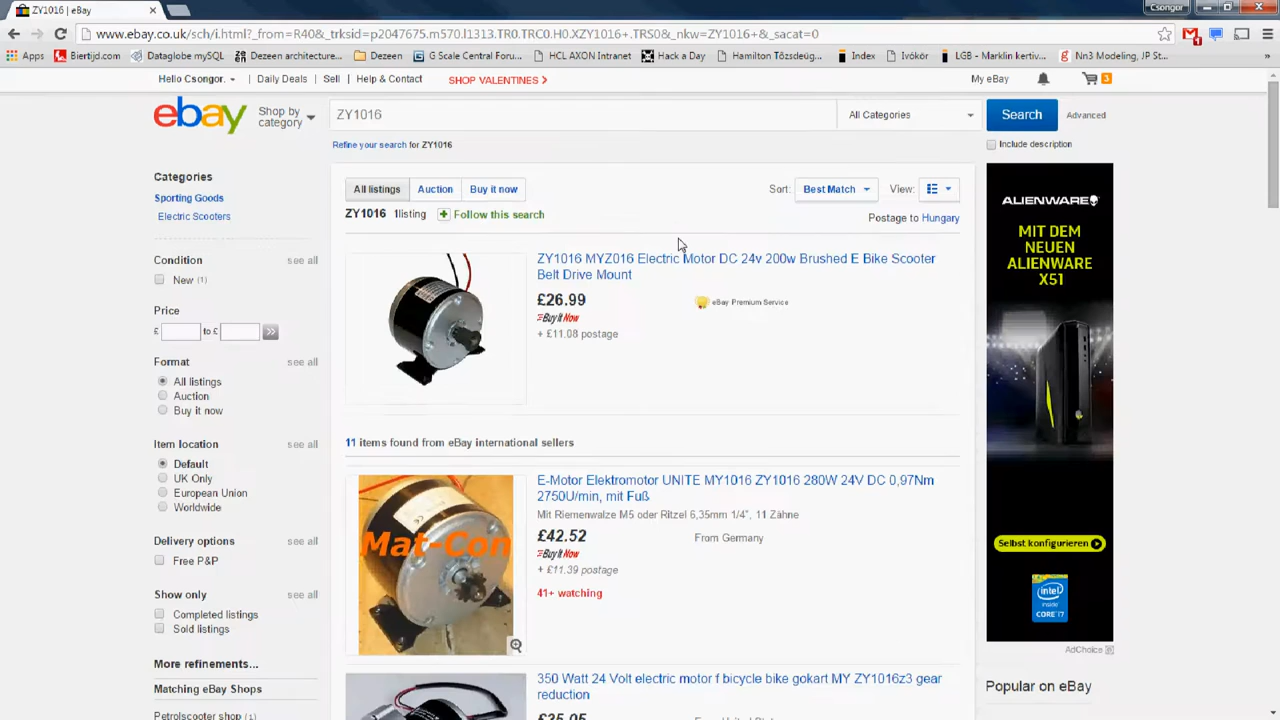 ZY1016 | eBay
Csongor
www.ebay.co.uk/sch/i.html?_from=R40&_trksid=p2047675.m570.l1313.TR0.TRC0.H0.XZY1016+.TRS0&_nkw=ZY1016+&_sacat=0
Apps Biertijd.com Dataglobe mySQL Dezeen architecture... Dezeen G Scale Central Foru... HCL AXON Intranet Hack a Day Hamilton Tőzsdeüg... Index Ivókör LGB - Marklin kertiv... Nn3 Modeling, JP St...
Hello Csongor. Daily Deals Sell Help & Contact SHOP VALENTINES My eBay 3
ebay Shop by category ZY1016 All Categories Search Advanced
Refine your search for ZY1016 Include description
Categories
Sporting Goods
Electric Scooters
Condition see all
New (1)
Price
£ to £
Format see all
All listings
Auction
Buy it now
Item location see all
Default
UK Only
European Union
Worldwide
Delivery options see all
Free P&P
Show only see all
Completed listings
Sold listings
More refinements...
Matching eBay Shops
Petrolscooter shop (1)
All listings Auction Buy it now Sort: Best Match View:
ZY1016 1listing + Follow this search Postage to Hungary
ZY1016 MYZ016 Electric Motor DC 24v 200w Brushed E Bike Scooter
Belt Drive Mount
£26.99 eBay Premium Service
Buy It Now
+ £11.08 postage
11 items found from eBay international sellers
Mat-Con
E-Motor Elektromotor UNITE MY1016 ZY1016 280W 24V DC 0,97Nm
2750U/min, mit Fuß
Mit Riemenwalze M5 oder Ritzel 6,35mm 1/4", 11 Zähne
£42.52 From Germany
Buy It Now
+ £11.39 postage
41+ watching
350 Watt 24 Volt electric motor f bicycle bike gokart MY ZY1016z3 gear
reduction
£35.05 From United States
ALIENWARE
MIT DEM
NEUEN
ALIENWARE
X51
Selbst konfigurieren
intel
inside
CORE i7
AdChoice
Popular on eBay